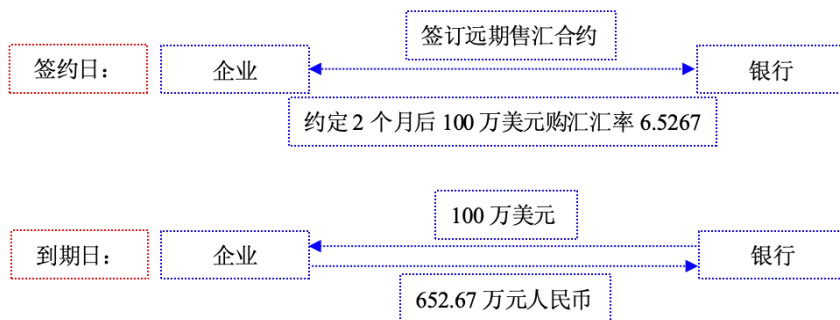 签订远期售汇合约
签约日：
企业
银行
约定 2 个月后 100 万美元购汇汇率 6.5267
100 万美元
到期日：
企业
银行
652.67 万元人民币